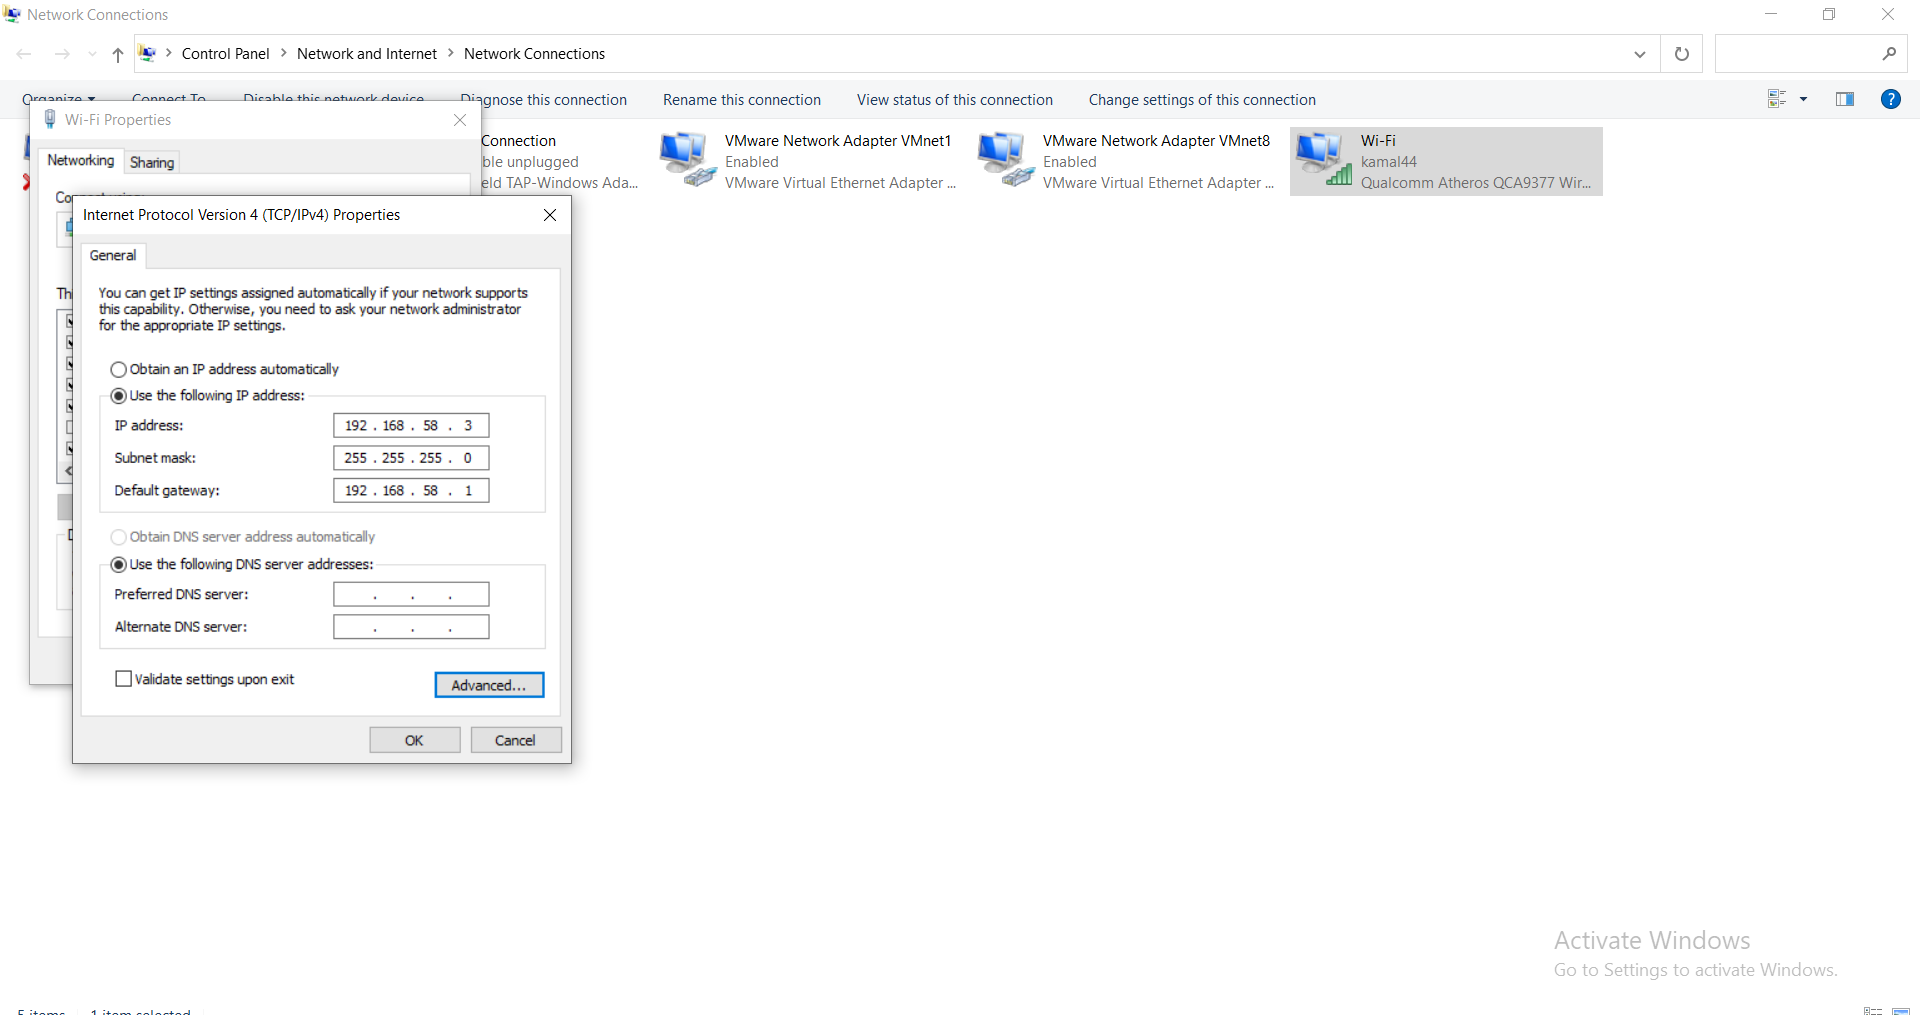 Network Connections
Control Panel > Network and Internet > Network Connections
Organize Connect To Disable this network device Diagnose this connection Rename this connection View status of this connection Change settings of this connection
Wi-Fi Properties
Networking Sharing
Connection
ble unplugged
eld TAP-Windows Ada...
VMware Network Adapter VMnet1
Enabled
VMware Virtual Ethernet Adapter ...
VMware Network Adapter VMnet8
Enabled
VMware Virtual Ethernet Adapter ...
Wi-Fi
kamal44
Qualcomm Atheros QCA9377 Wir...
Internet Protocol Version 4 (TCP/IPv4) Properties
General
You can get IP settings assigned automatically if your network supports
this capability. Otherwise, you need to ask your network administrator
for the appropriate IP settings.
Obtain an IP address automatically
Use the following IP address:
IP address: 192 . 168 . 58 . 3
Subnet mask: 255 . 255 . 255 . 0
Default gateway: 192 . 168 . 58 . 1
Obtain DNS server address automatically
Use the following DNS server addresses:
Preferred DNS server: . . .
Alternate DNS server: . . .
Validate settings upon exit
Advanced...
OK Cancel
Activate Windows
Go to Settings to activate Windows.
5 items 1 item selected